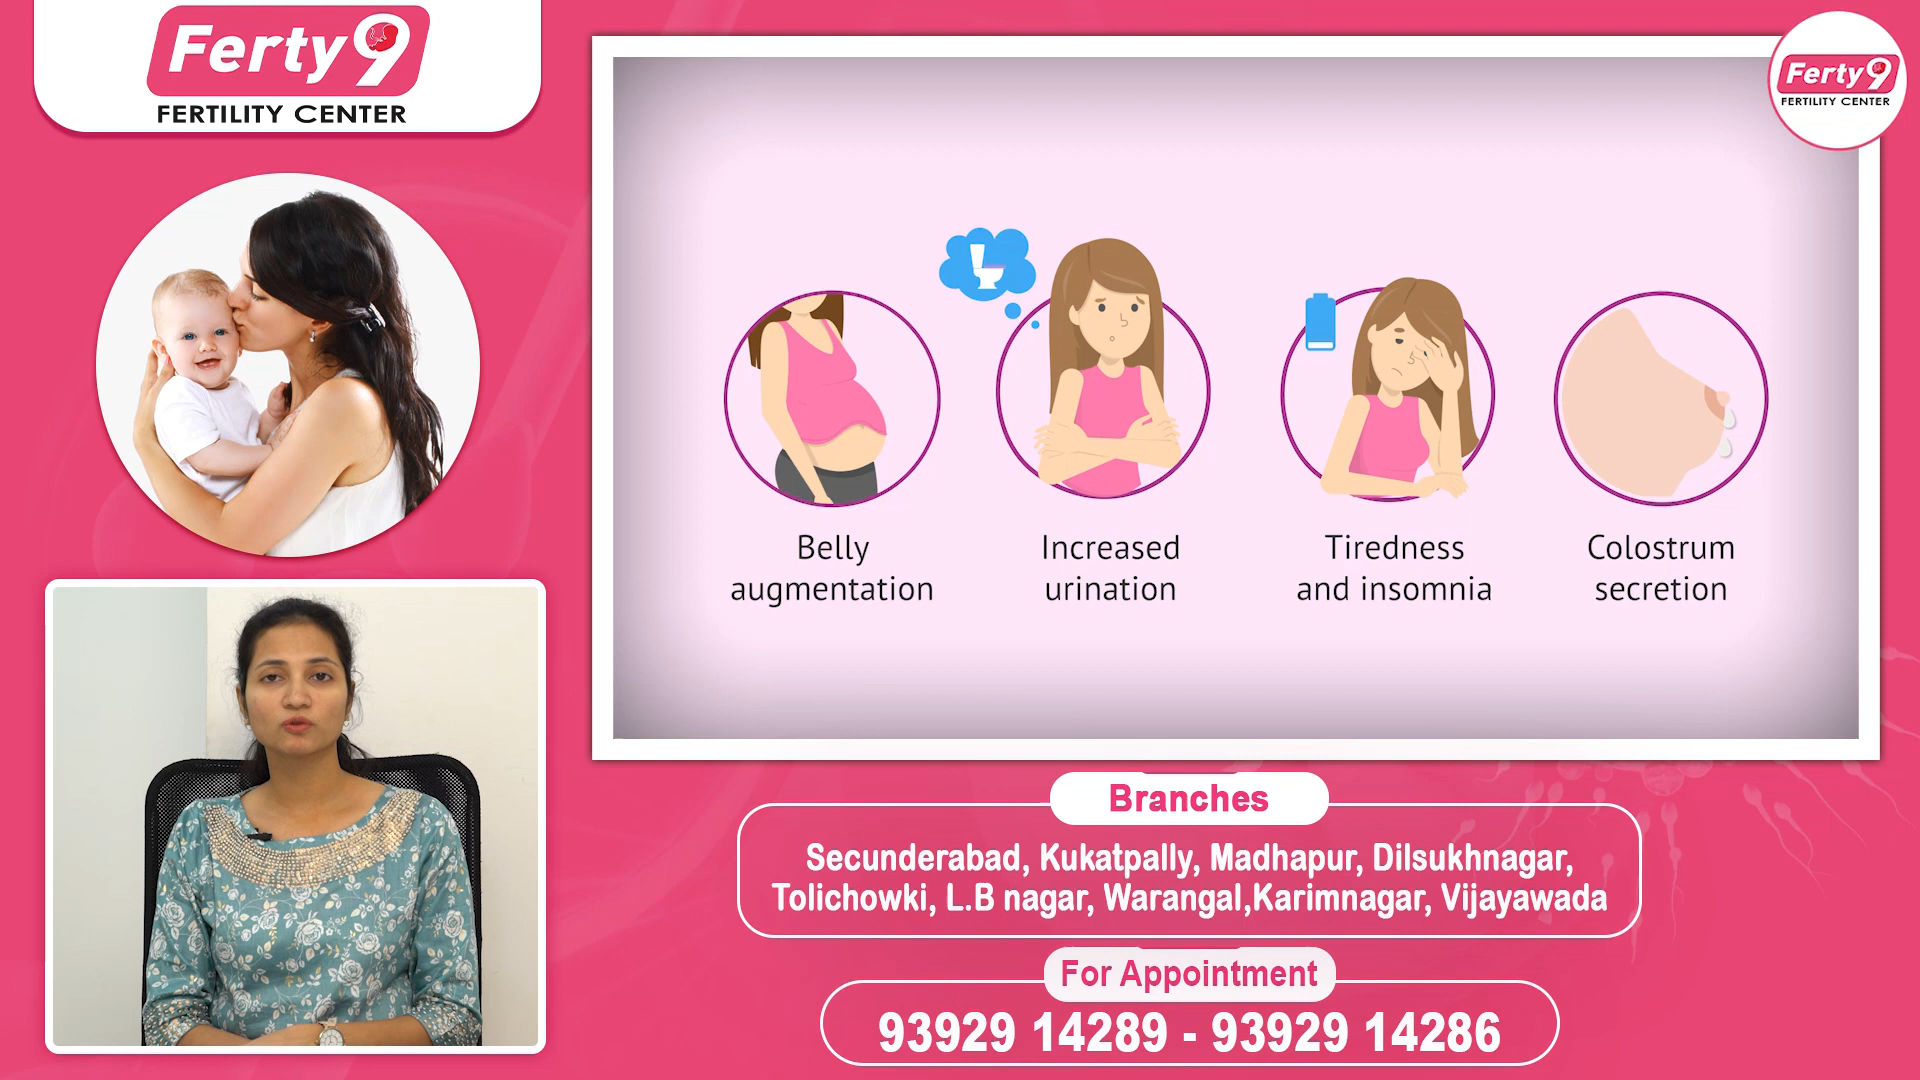 Ferty9
FERTILITY CENTER
Ferty9
FERTILITY CENTER
Belly
augmentation
Increased
urination
Tiredness
and insomnia
Colostrum
secretion
Branches
Secunderabad, Kukatpally, Madhapur, Dilsukhnagar,
Tolichowki, L.B nagar, Warangal,Karimnagar, Vijayawada
For Appointment
93929 14289 - 93929 14286